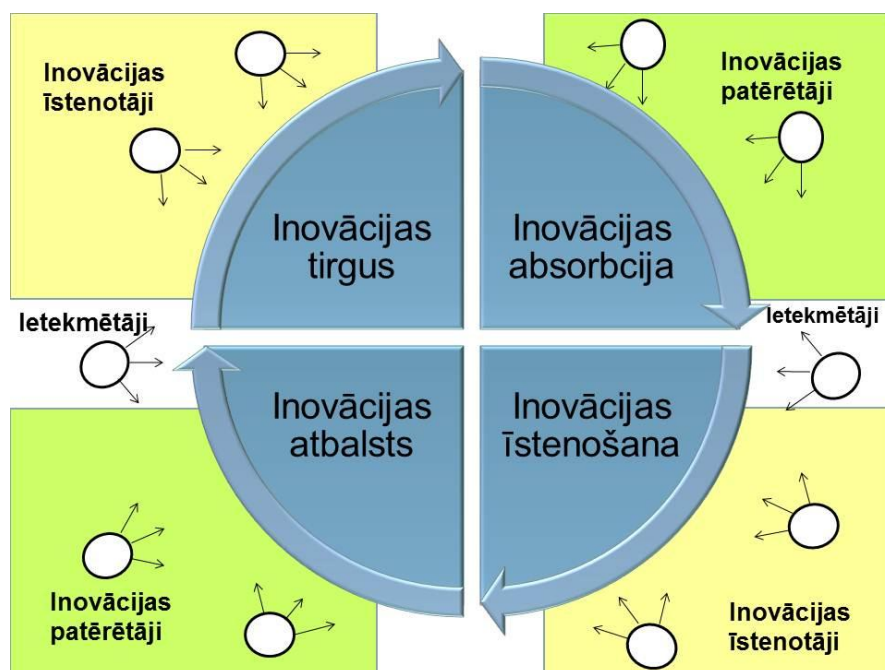 Inovācijas
īstenotāji
Inovācijas
patērētāji
Inovācijas
tirgus
Inovācijas
absorbcija
Ietekmētāji
Ietekmētāji
Inovācijas
atbalsts
Inovācijas
īstenošana
Inovācijas
patērētāji
Inovācijas
īstenotāji